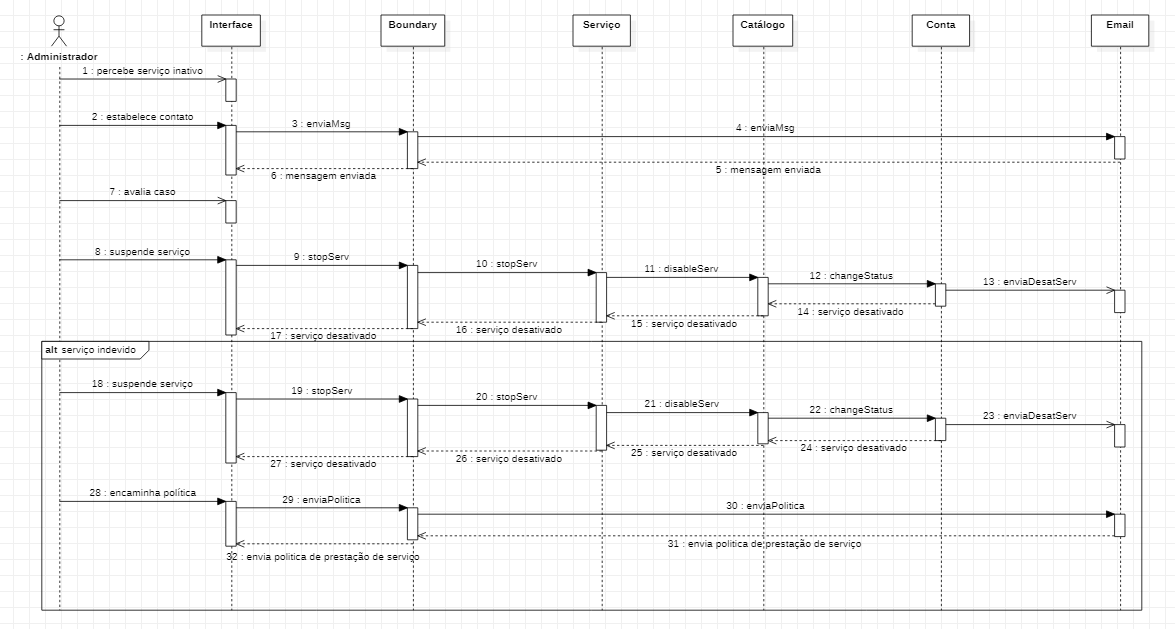 Interface
Boundary
Serviço
Catálogo
Conta
Email
: Administrador
1 : percebe serviço inativo
2 : estabelece contato
3 : enviaMsg
4 : enviaMsg
5 : mensagem enviada
6 : mensagem enviada
7 : avalia caso
8 : suspende serviço
9 : stopServ
10 : stopServ
11 : disableServ
12 : changeStatus
13 : enviaDesatServ
14 : serviço desativado
15 : serviço desativado
16 : serviço desativado
17 : serviço desativado
alt serviço indevido
18 : suspende serviço
19 : stopServ
20 : stopServ
21 : disableServ
22 : changeStatus
23 : enviaDesatServ
24 : serviço desativado
25 : serviço desativado
26 : serviço desativado
27 : serviço desativado
28 : encaminha política
29 : enviaPolitica
30 : enviaPolitica
31 : envia politica de prestação de serviço
32 : envia politica de prestação de serviço